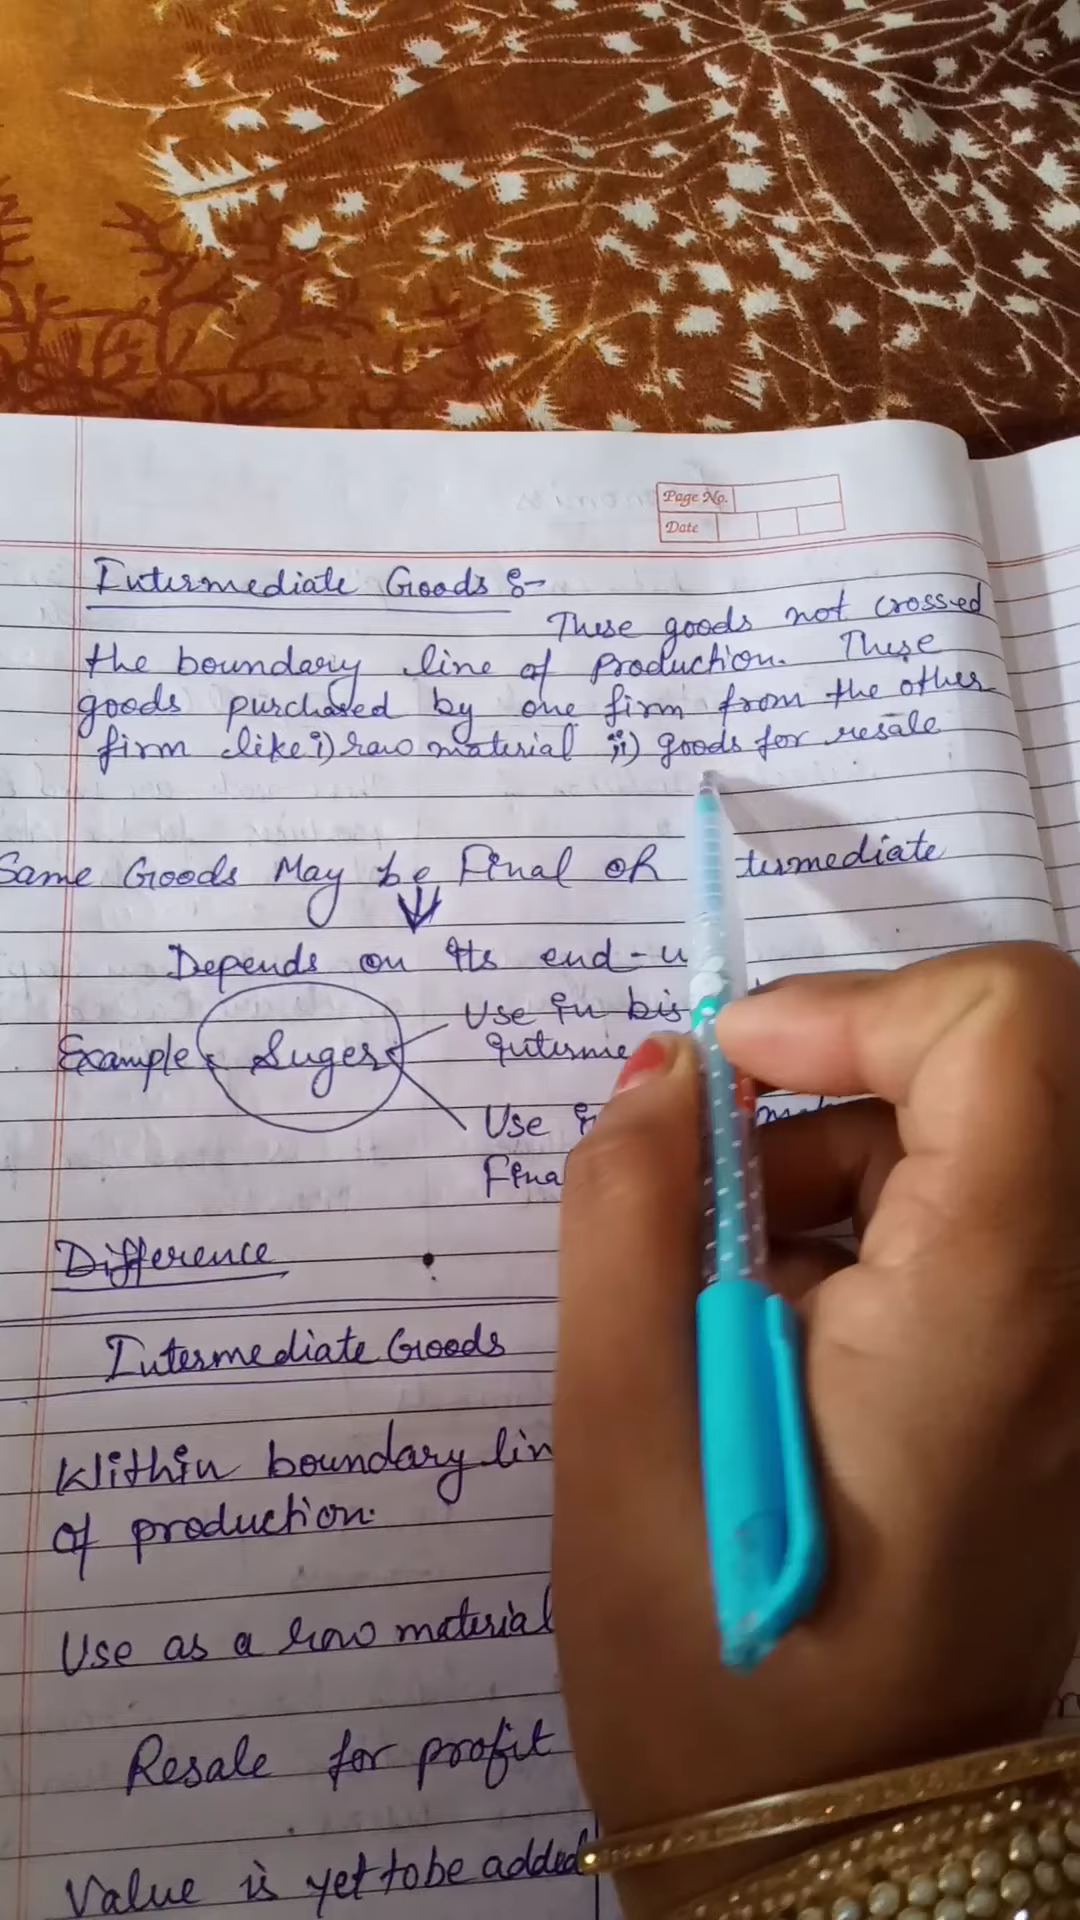 Page No.
Date
Intermediate Goods :-
These goods not crossed
the boundary line of production. These
goods purchased by one firm from the other
firm like i) raw material ii) goods for resale
Same Goods May be Final or termediate
Depends on its end-u
Use in bis
Example : Suger
Use
Difference
Intermediate Goods
Within boundary lin
of production.
Use as a raw material
Resale for profit
Value is yet to be added